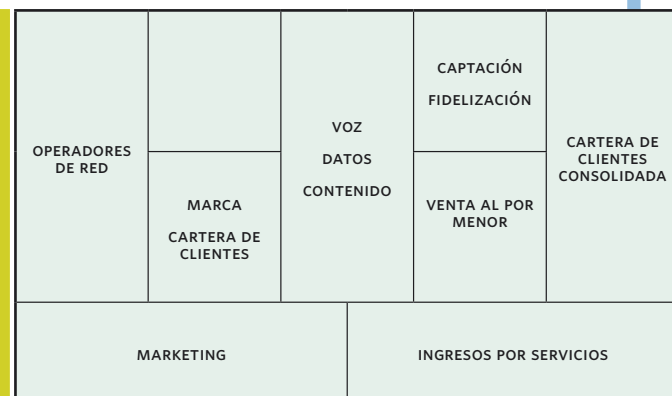 OPERADORES
DE RED
MARCA
CARTERA DE
CLIENTES
VOZ
DATOS
CONTENIDO
CAPTACIÓN
FIDELIZACIÓN
VENTA AL POR
MENOR
CARTERA DE
CLIENTES
CONSOLIDADA
MARKETING
INGRESOS POR SERVICIOS